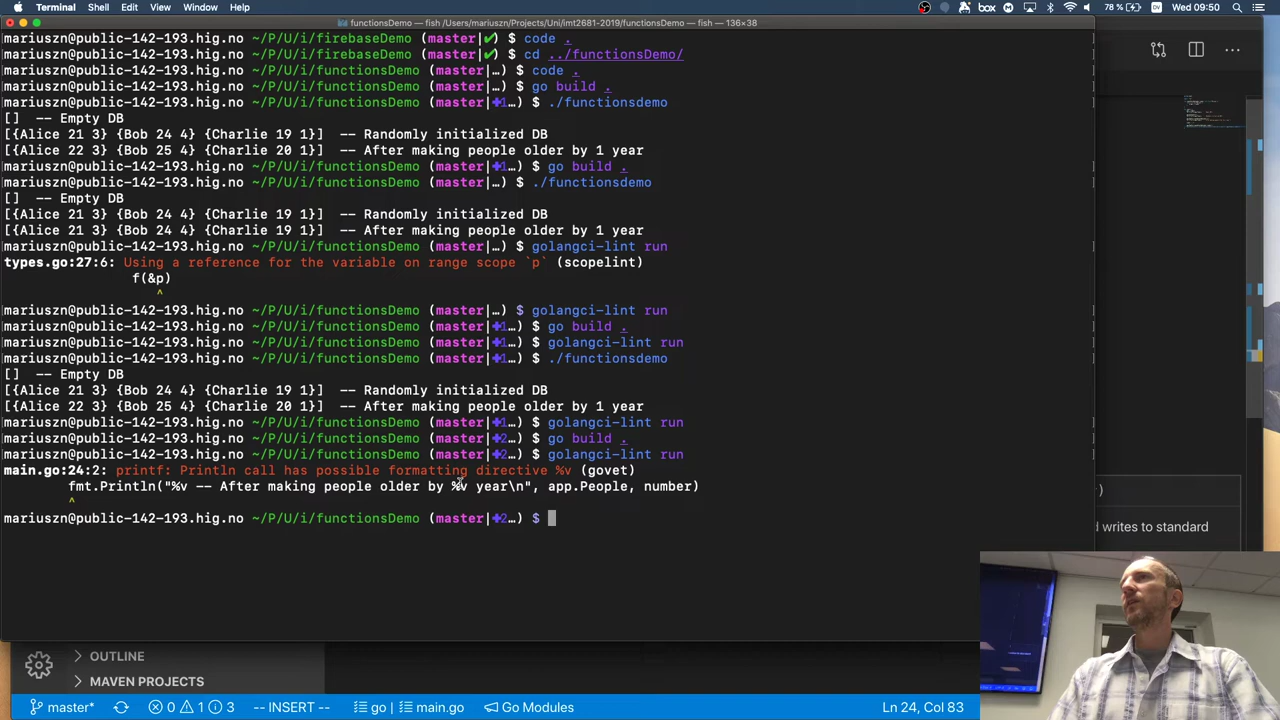 Terminal Shell Edit View Window Help
box 78 % DV Wed 09:50
functionsDemo — fish /Users/mariuszn/Projects/Uni/imt2681-2019/functionsDemo — fish — 136×38
mariuszn@public-142-193.hig.no ~/P/U/i/firebaseDemo (master|✔) $ code .
mariuszn@public-142-193.hig.no ~/P/U/i/firebaseDemo (master|✔) $ cd ../functionsDemo/
mariuszn@public-142-193.hig.no ~/P/U/i/functionsDemo (master|…) $ code .
mariuszn@public-142-193.hig.no ~/P/U/i/functionsDemo (master|…) $ go build .
mariuszn@public-142-193.hig.no ~/P/U/i/functionsDemo (master|✚1…) $ ./functionsdemo
[]  -- Empty DB
[{Alice 21 3} {Bob 24 4} {Charlie 19 1}]  -- Randomly initialized DB
[{Alice 22 3} {Bob 25 4} {Charlie 20 1}]  -- After making people older by 1 year
mariuszn@public-142-193.hig.no ~/P/U/i/functionsDemo (master|✚1…) $ go build .
mariuszn@public-142-193.hig.no ~/P/U/i/functionsDemo (master|…) $ ./functionsdemo
[]  -- Empty DB
[{Alice 21 3} {Bob 24 4} {Charlie 19 1}]  -- Randomly initialized DB
[{Alice 21 3} {Bob 24 4} {Charlie 19 1}]  -- After making people older by 1 year
mariuszn@public-142-193.hig.no ~/P/U/i/functionsDemo (master|…) $ golangci-lint run
types.go:27:6: Using a reference for the variable on range scope `p` (scopelint)
f(&p)
^
mariuszn@public-142-193.hig.no ~/P/U/i/functionsDemo (master|…) $ golangci-lint run
mariuszn@public-142-193.hig.no ~/P/U/i/functionsDemo (master|✚1…) $ go build .
mariuszn@public-142-193.hig.no ~/P/U/i/functionsDemo (master|✚1…) $ golangci-lint run
mariuszn@public-142-193.hig.no ~/P/U/i/functionsDemo (master|✚1…) $ ./functionsdemo
[]  -- Empty DB
[{Alice 21 3} {Bob 24 4} {Charlie 19 1}]  -- Randomly initialized DB
[{Alice 22 3} {Bob 25 4} {Charlie 20 1}]  -- After making people older by 1 year
mariuszn@public-142-193.hig.no ~/P/U/i/functionsDemo (master|✚1…) $ golangci-lint run
mariuszn@public-142-193.hig.no ~/P/U/i/functionsDemo (master|✚2…) $ go build .
mariuszn@public-142-193.hig.no ~/P/U/i/functionsDemo (master|✚2…) $ golangci-lint run
main.go:24:2: printf: Println call has possible formatting directive %v (govet)
fmt.Println("%v -- After making people older by %v year\n", app.People, number)
^
mariuszn@public-142-193.hig.no ~/P/U/i/functionsDemo (master|✚2…) $
)
d writes to standard
OUTLINE
MAVEN PROJECTS
master* 0 1 3 -- INSERT -- go | main.go Go Modules Ln 24, Col 83